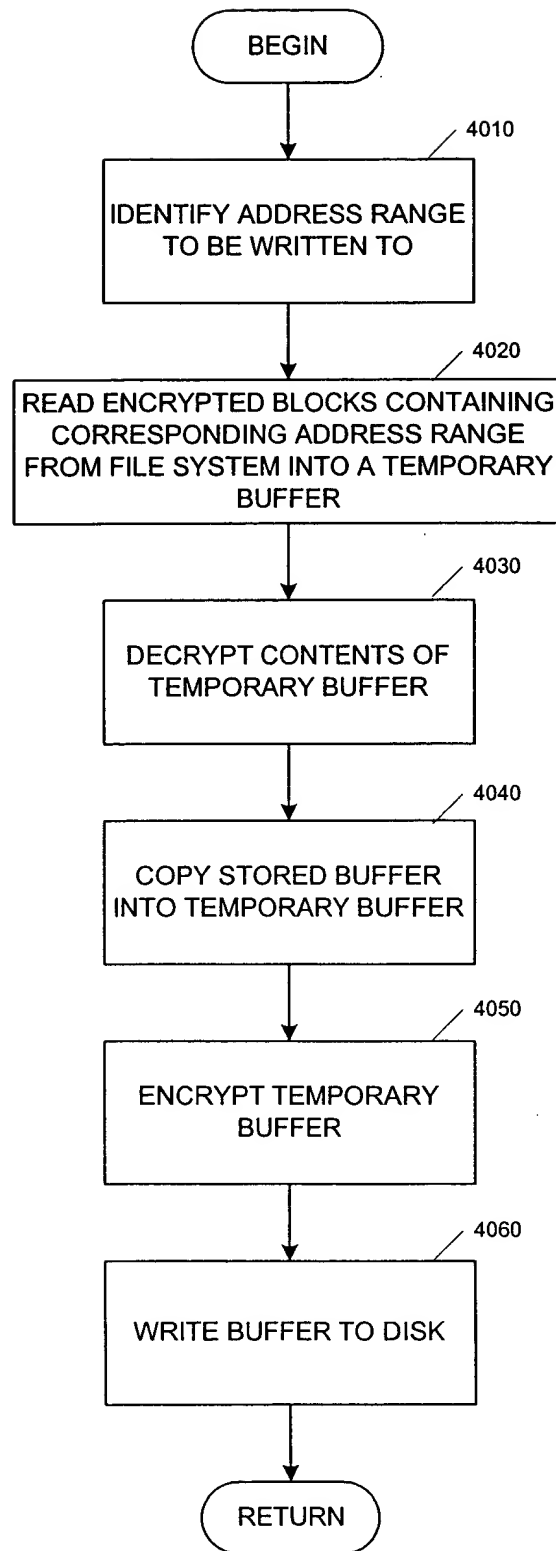 BEGIN
4010
IDENTIFY ADDRESS RANGE
TO BE WRITTEN TO
4020
READ ENCRYPTED BLOCKS CONTAINING
CORRESPONDING ADDRESS RANGE
FROM FILE SYSTEM INTO A TEMPORARY
BUFFER
4030
DECRYPT CONTENTS OF
TEMPORARY BUFFER
4040
COPY STORED BUFFER
INTO TEMPORARY BUFFER
4050
ENCRYPT TEMPORARY
BUFFER
4060
WRITE BUFFER TO DISK
RETURN